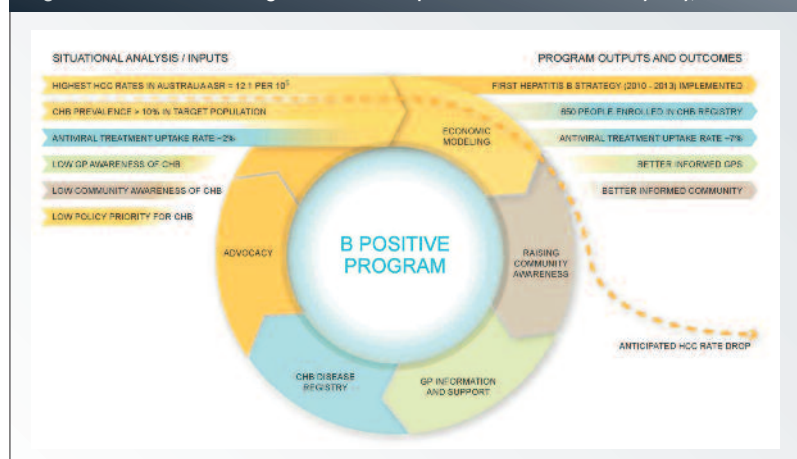 SITUATIONAL ANALYSIS / INPUTS
HIGHEST HCC RATES IN AUSTRALIA ASR = 12.1 PER 10⁵
CHB PREVALENCE > 10% IN TARGET POPULATION
ANTIVIRAL TREATMENT UPTAKE RATE ~2%
LOW GP AWARENESS OF CHB
LOW COMMUNITY AWARENESS OF CHB
LOW POLICY PRIORITY FOR CHB
PROGRAM OUTPUTS AND OUTCOMES
FIRST HEPATITIS B STRATEGY (2010 - 2013) IMPLEMENTED
650 PEOPLE ENROLLED IN CHB REGISTRY
ANTIVIRAL TREATMENT UPTAKE RATE ~7%
BETTER INFORMED GPS
BETTER INFORMED COMMUNITY
ECONOMIC
MODELING
RAISING
COMMUNITY
AWARENESS
GP INFORMATION
AND SUPPORT
CHB DISEASE
REGISTRY
ADVOCACY
B POSITIVE
PROGRAM
ANTICIPATED HCC RATE DROP